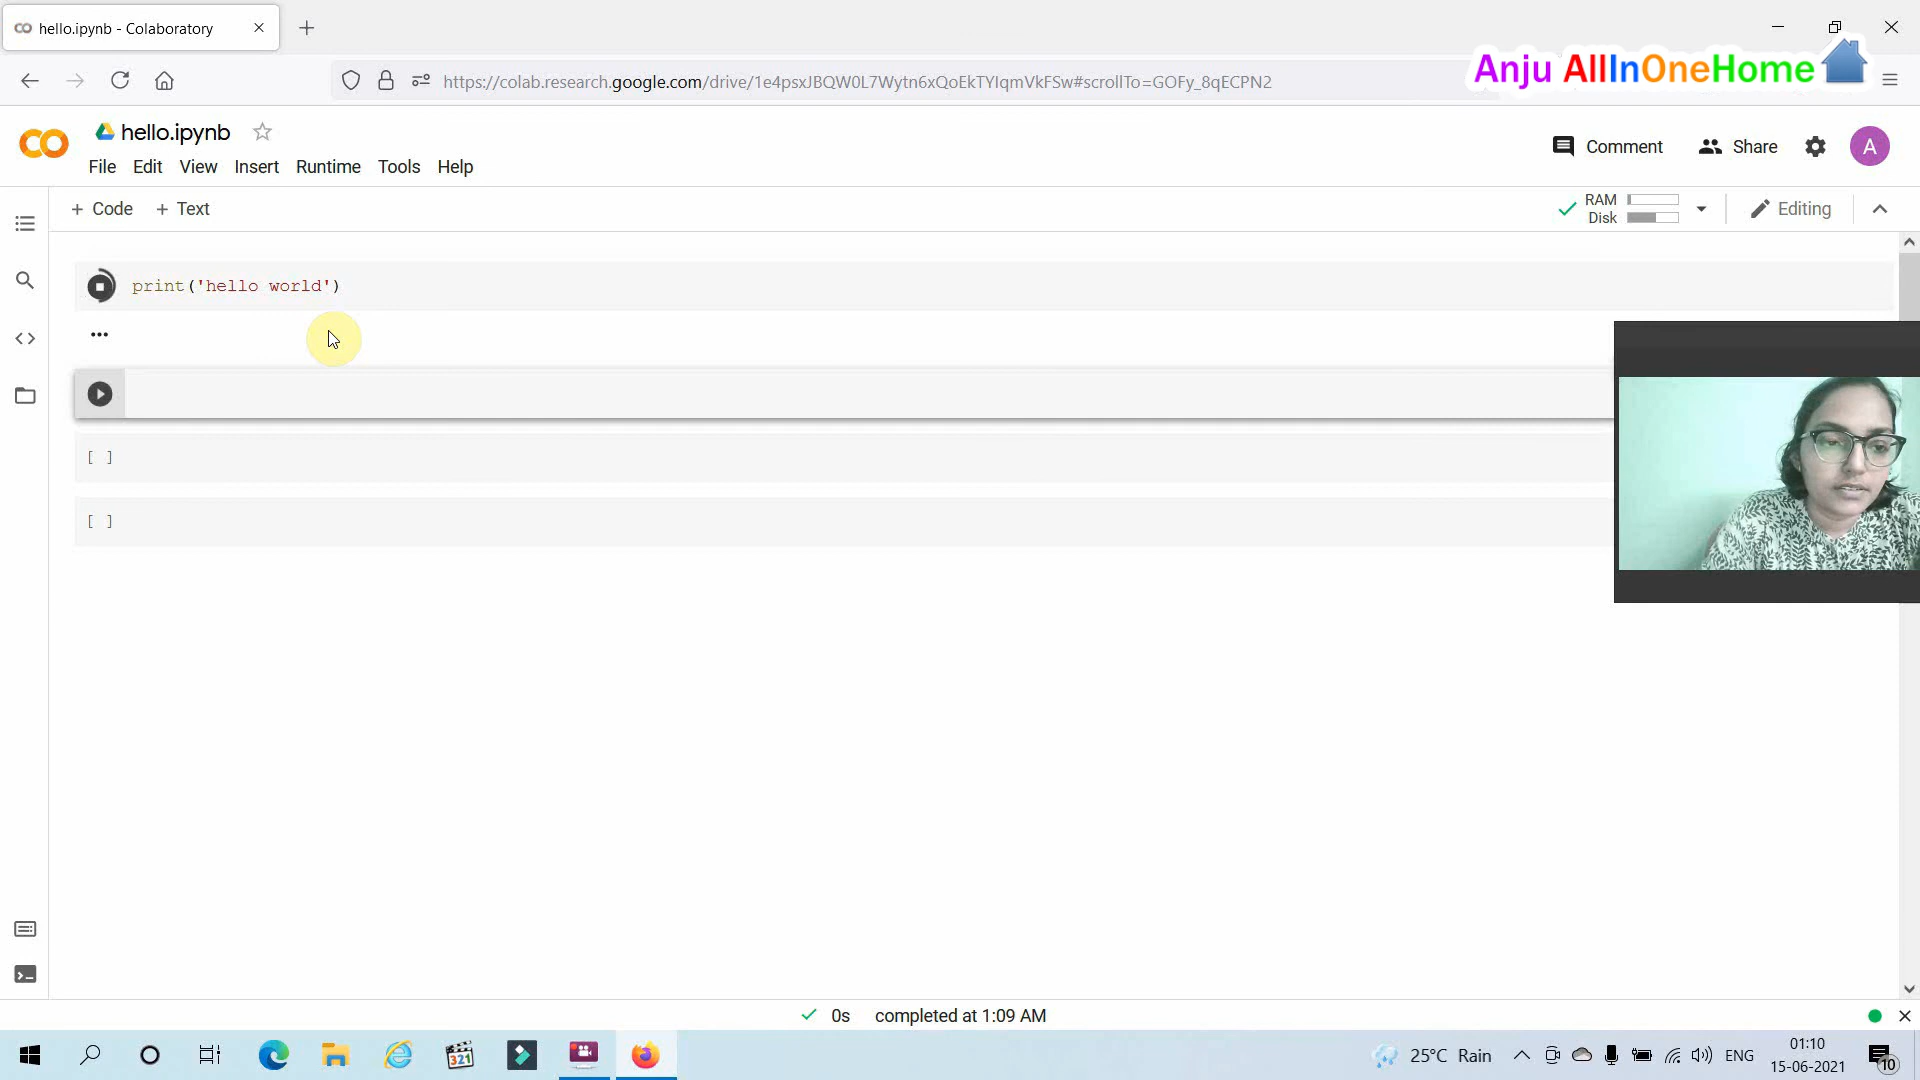 hello.ipynb - Colaboratory
https://colab.research.google.com/drive/1e4psxJBQW0L7Wytn6xQoEkTYIqmVkFSw#scrollTo=GOFy_8qECPN2
Anju AllInOneHome
hello.ipynb
File Edit View Insert Runtime Tools Help
Comment Share A
+ Code + Text
RAM
Disk
Editing
print('hello world')
[ ]
[ ]
0s completed at 1:09 AM
321
25°C Rain
ENG
01:10
15-06-2021
10